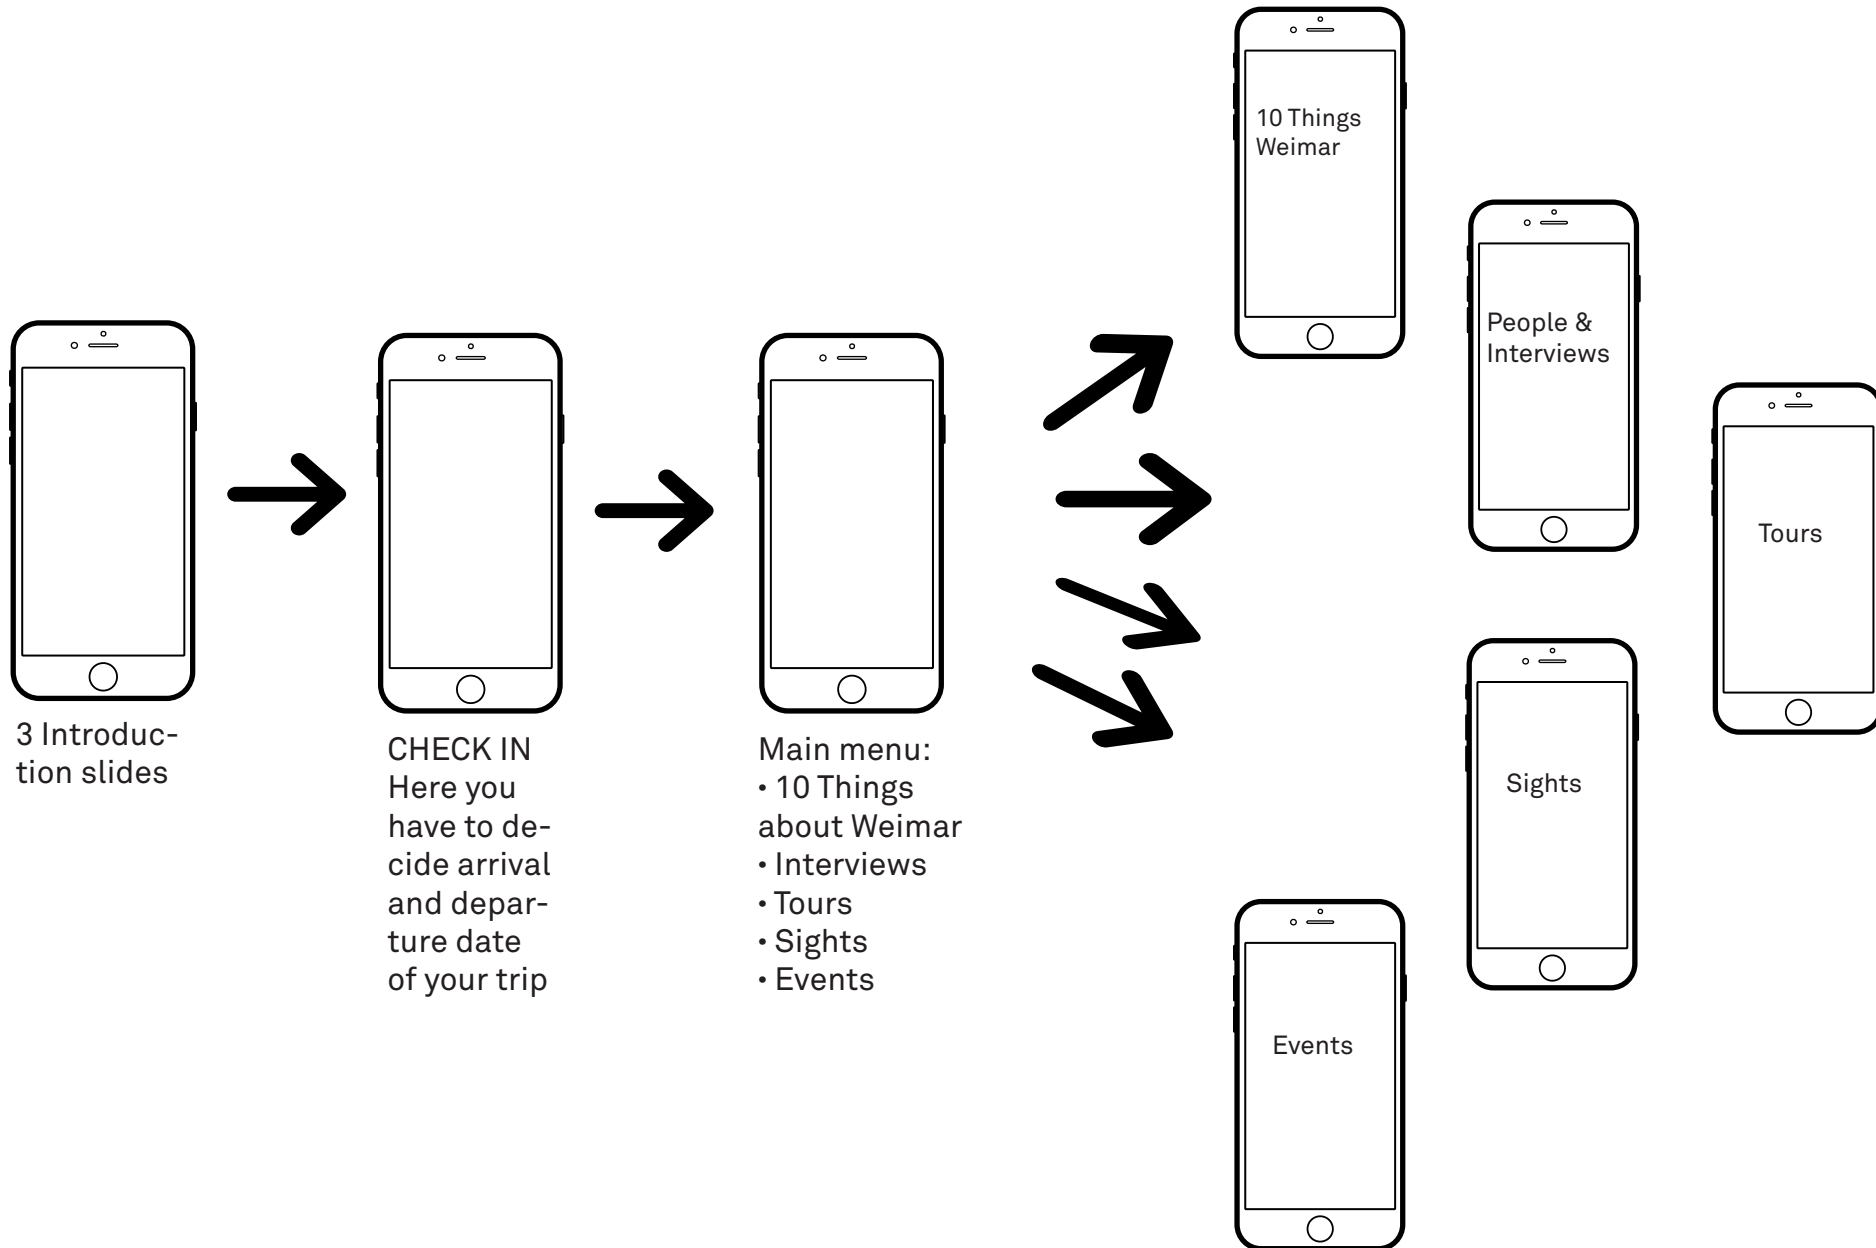 3 Introduc-
tion slides
CHECK IN
Here you
have to de-
cide arrival
and depar-
ture date
of your trip
Main menu:
• 10 Things
about Weimar
• Interviews
• Tours
• Sights
• Events
10 Things
Weimar
People &
Interviews
Tours
Sights
Events